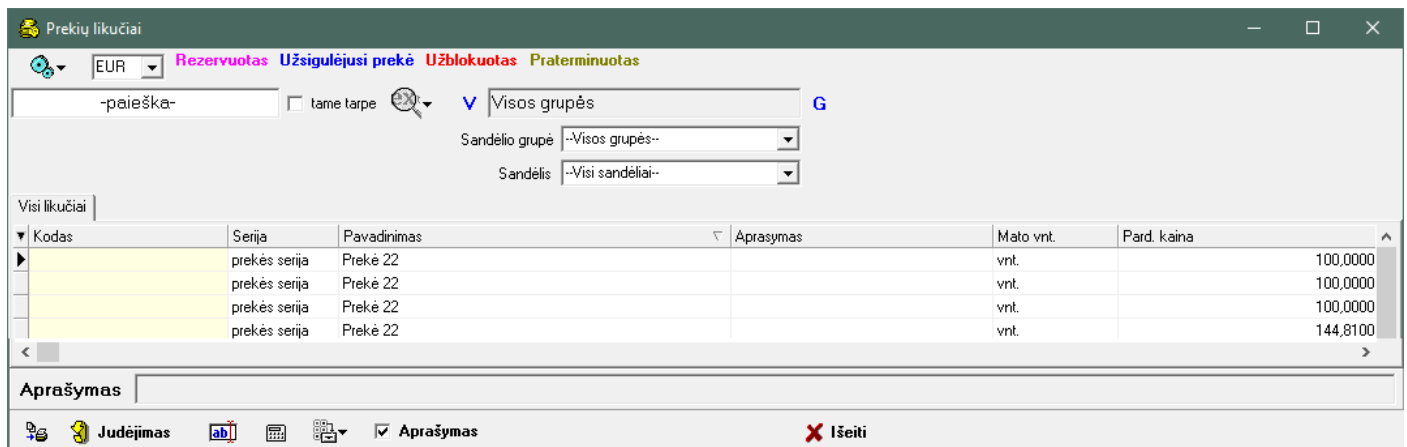 Prekių likučiai
EUR Rezervuotas Užsigulėjusi prekė Užblokuotas Praterminuotas
-paieška- tame tarpe ex V Visos grupės G
Sandėlio grupė --Visos grupės--
Sandėlis --Visi sandėliai--
Visi likučiai
Kodas Serija Pavadinimas Aprasymas Mato vnt. Pard. kaina
prekės serija Prekė 22 vnt. 100,0000
prekės serija Prekė 22 vnt. 100,0000
prekės serija Prekė 22 vnt. 100,0000
prekės serija Prekė 22 vnt. 144,8100
Aprašymas
Judėjimas ab Aprašymas Išeiti